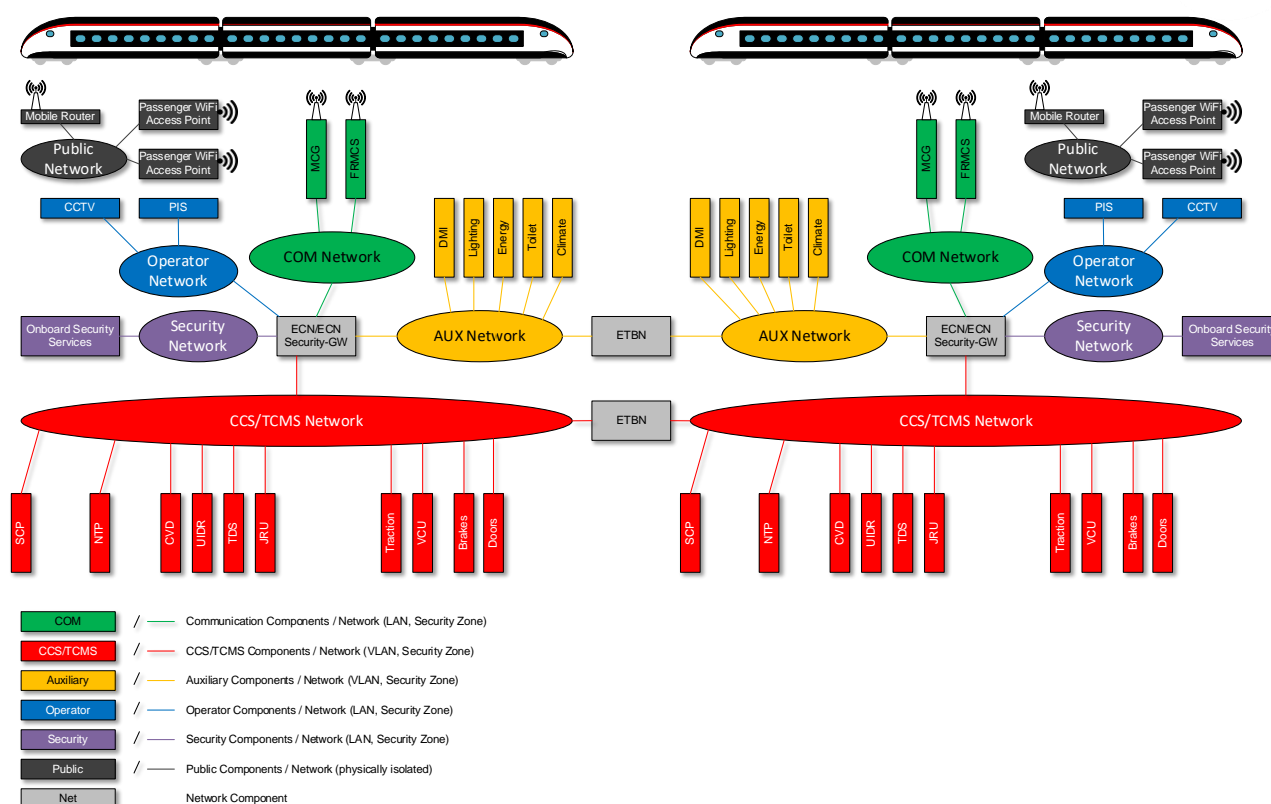 Mobile Router
Passenger WiFi
Access Point
Public
Network
Passenger WiFi
Access Point
MCG
FRMCS
CCTV
PIS
Operator
Network
COM Network
DMI
Lighting
Energy
Toilet
Climate
Onboard Security
Services
Security
Network
ECN/ECN
Security-GW
AUX Network
ETBN
CCS/TCMS Network
ETBN
SCP
NTP
CVD
UIDR
TDS
JRU
Traction
VCU
Brakes
Doors
MCG
FRMCS
Mobile Router
Passenger WiFi
Access Point
Public
Network
Passenger WiFi
Access Point
DMI
Lighting
Energy
Toilet
Climate
COM Network
PIS
CCTV
Operator
Network
AUX Network
ECN/ECN
Security-GW
Security
Network
Onboard Security
Services
CCS/TCMS Network
SCP
NTP
CVD
UIDR
TDS
JRU
Traction
VCU
Brakes
Doors
COM / Communication Components / Network (LAN, Security Zone)
CCS/TCMS / CCS/TCMS Components / Network (VLAN, Security Zone)
Auxiliary / Auxiliary Components / Network (VLAN, Security Zone)
Operator / Operator Components / Network (LAN, Security Zone)
Security / Security Components / Network (LAN, Security Zone)
Public / Public Components / Network (physically isolated)
Net Network Component